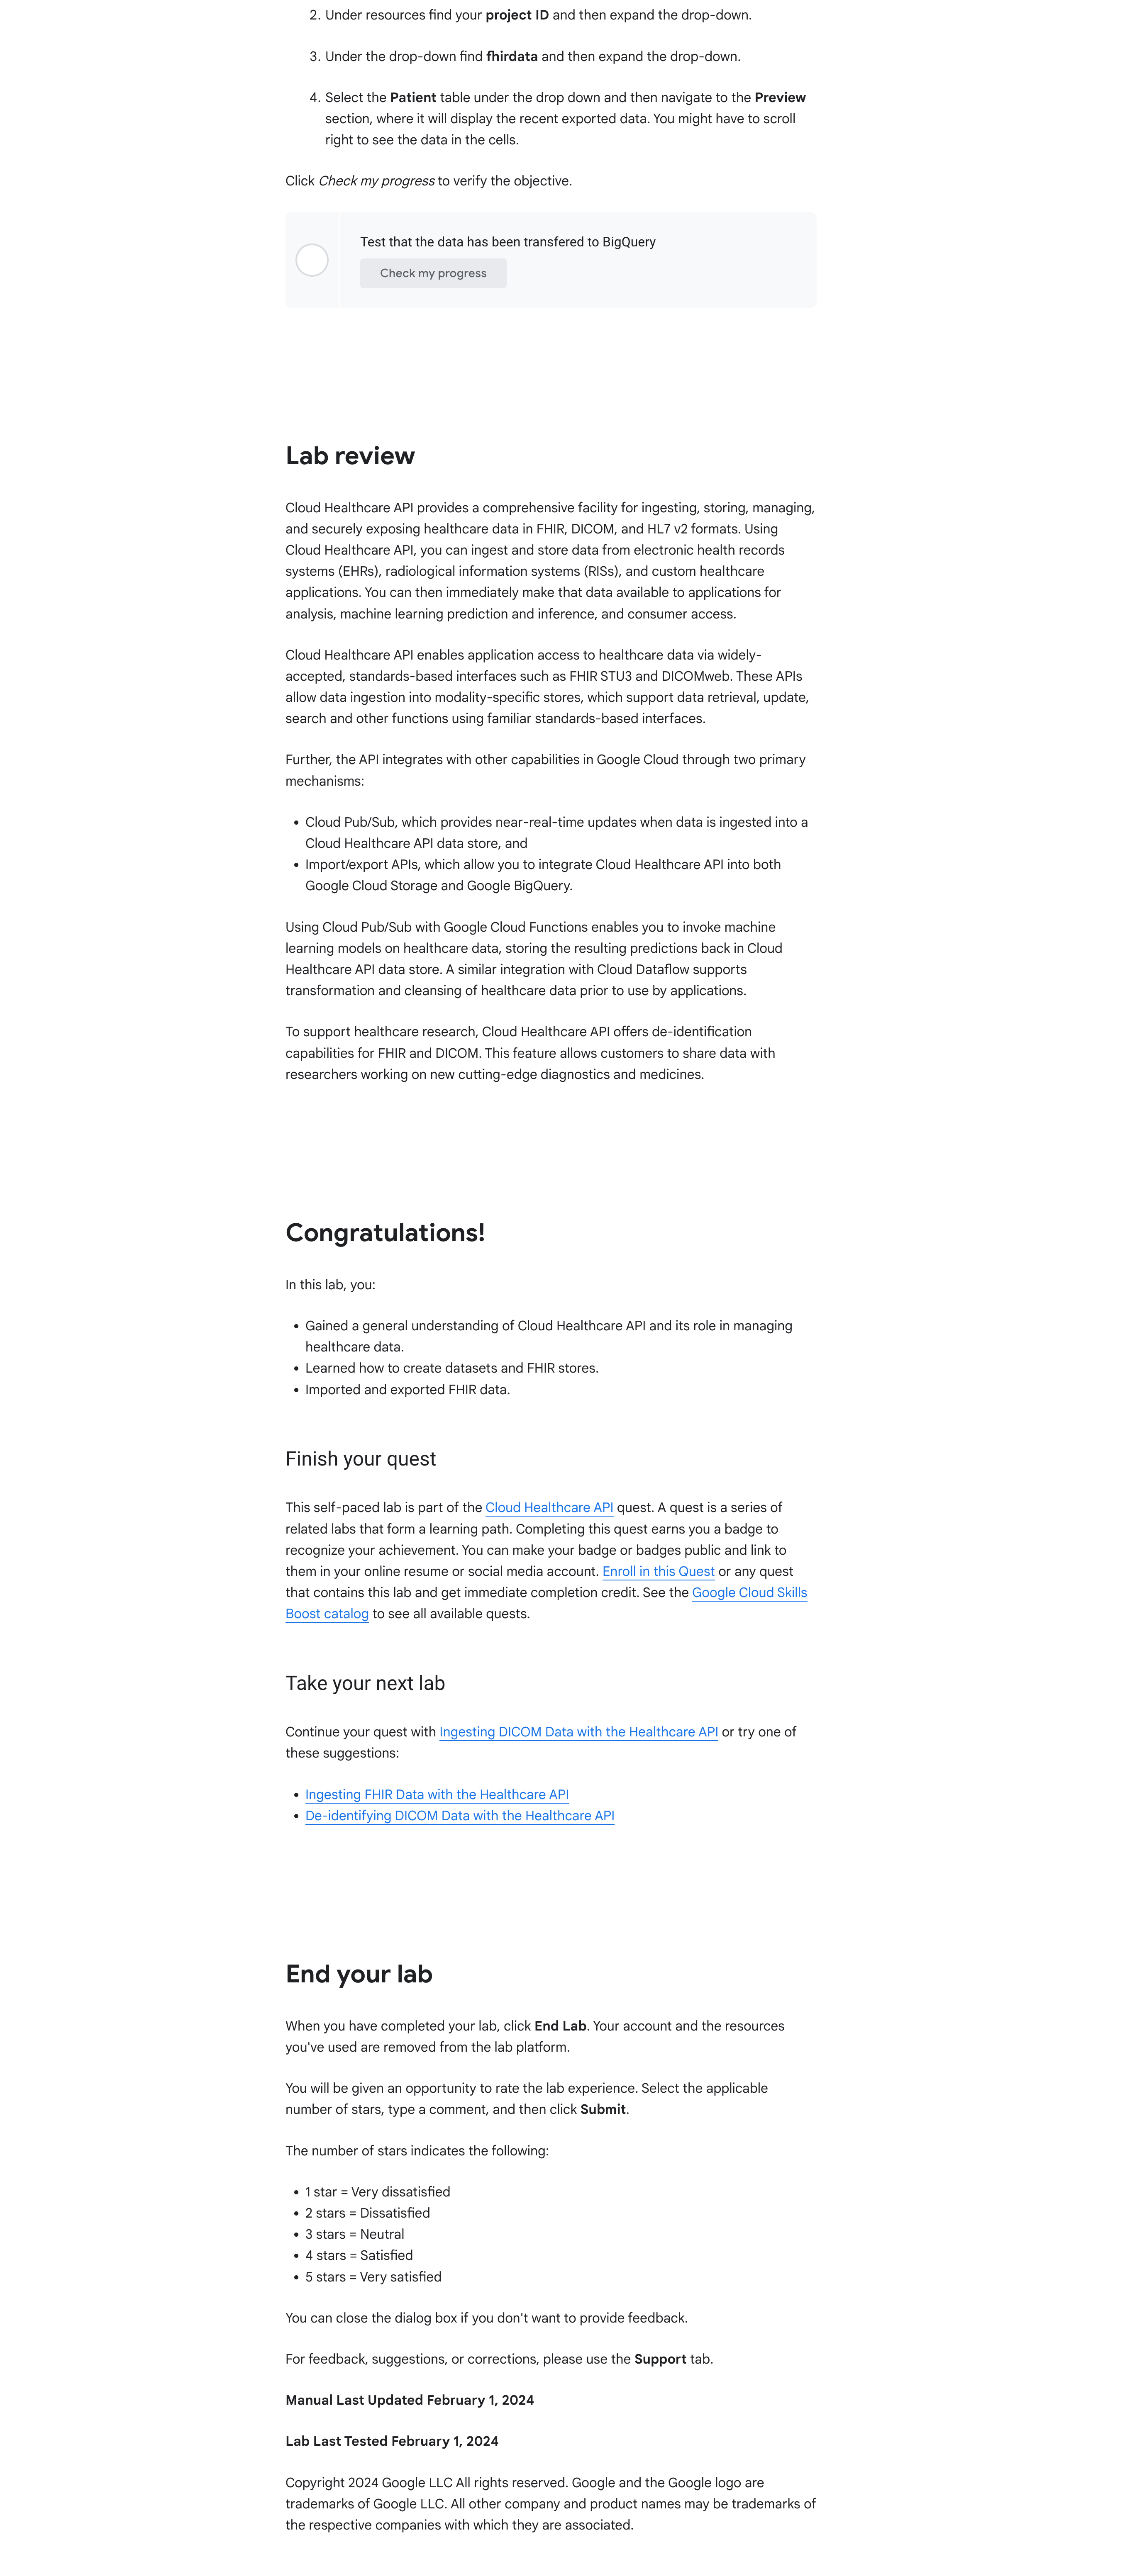 2. Under resources find your project ID and then expand the drop-down.
3. Under the drop-down find fhirdata and then expand the drop-down.
4. Select the Patient table under the drop down and then navigate to the Preview
section, where it will display the recent exported data. You might have to scroll
right to see the data in the cells.
Click Check my progress to verify the objective.
Test that the data has been transfered to BigQuery
Check my progress
Lab review
Cloud Healthcare API provides a comprehensive facility for ingesting, storing, managing,
and securely exposing healthcare data in FHIR, DICOM, and HL7 v2 formats. Using
Cloud Healthcare API, you can ingest and store data from electronic health records
systems (EHRs), radiological information systems (RISs), and custom healthcare
applications. You can then immediately make that data available to applications for
analysis, machine learning prediction and inference, and consumer access.
Cloud Healthcare API enables application access to healthcare data via widely-
accepted, standards-based interfaces such as FHIR STU3 and DICOMweb. These APIs
allow data ingestion into modality-specific stores, which support data retrieval, update,
search and other functions using familiar standards-based interfaces.
Further, the API integrates with other capabilities in Google Cloud through two primary
mechanisms:
• Cloud Pub/Sub, which provides near-real-time updates when data is ingested into a
Cloud Healthcare API data store, and
• Import/export APIs, which allow you to integrate Cloud Healthcare API into both
Google Cloud Storage and Google BigQuery.
Using Cloud Pub/Sub with Google Cloud Functions enables you to invoke machine
learning models on healthcare data, storing the resulting predictions back in Cloud
Healthcare API data store. A similar integration with Cloud Dataflow supports
transformation and cleansing of healthcare data prior to use by applications.
To support healthcare research, Cloud Healthcare API offers de-identification
capabilities for FHIR and DICOM. This feature allows customers to share data with
researchers working on new cutting-edge diagnostics and medicines.
Congratulations!
In this lab, you:
• Gained a general understanding of Cloud Healthcare API and its role in managing
healthcare data.
• Learned how to create datasets and FHIR stores.
• Imported and exported FHIR data.
Finish your quest
This self-paced lab is part of the Cloud Healthcare API quest. A quest is a series of
related labs that form a learning path. Completing this quest earns you a badge to
recognize your achievement. You can make your badge or badges public and link to
them in your online resume or social media account. Enroll in this Quest or any quest
that contains this lab and get immediate completion credit. See the Google Cloud Skills
Boost catalog to see all available quests.
Take your next lab
Continue your quest with Ingesting DICOM Data with the Healthcare API or try one of
these suggestions:
• Ingesting FHIR Data with the Healthcare API
• De-identifying DICOM Data with the Healthcare API
End your lab
When you have completed your lab, click End Lab. Your account and the resources
you've used are removed from the lab platform.
You will be given an opportunity to rate the lab experience. Select the applicable
number of stars, type a comment, and then click Submit.
The number of stars indicates the following:
• 1 star = Very dissatisfied
• 2 stars = Dissatisfied
• 3 stars = Neutral
• 4 stars = Satisfied
• 5 stars = Very satisfied
You can close the dialog box if you don't want to provide feedback.
For feedback, suggestions, or corrections, please use the Support tab.
Manual Last Updated February 1, 2024
Lab Last Tested February 1, 2024
Copyright 2024 Google LLC All rights reserved. Google and the Google logo are
trademarks of Google LLC. All other company and product names may be trademarks of
the respective companies with which they are associated.